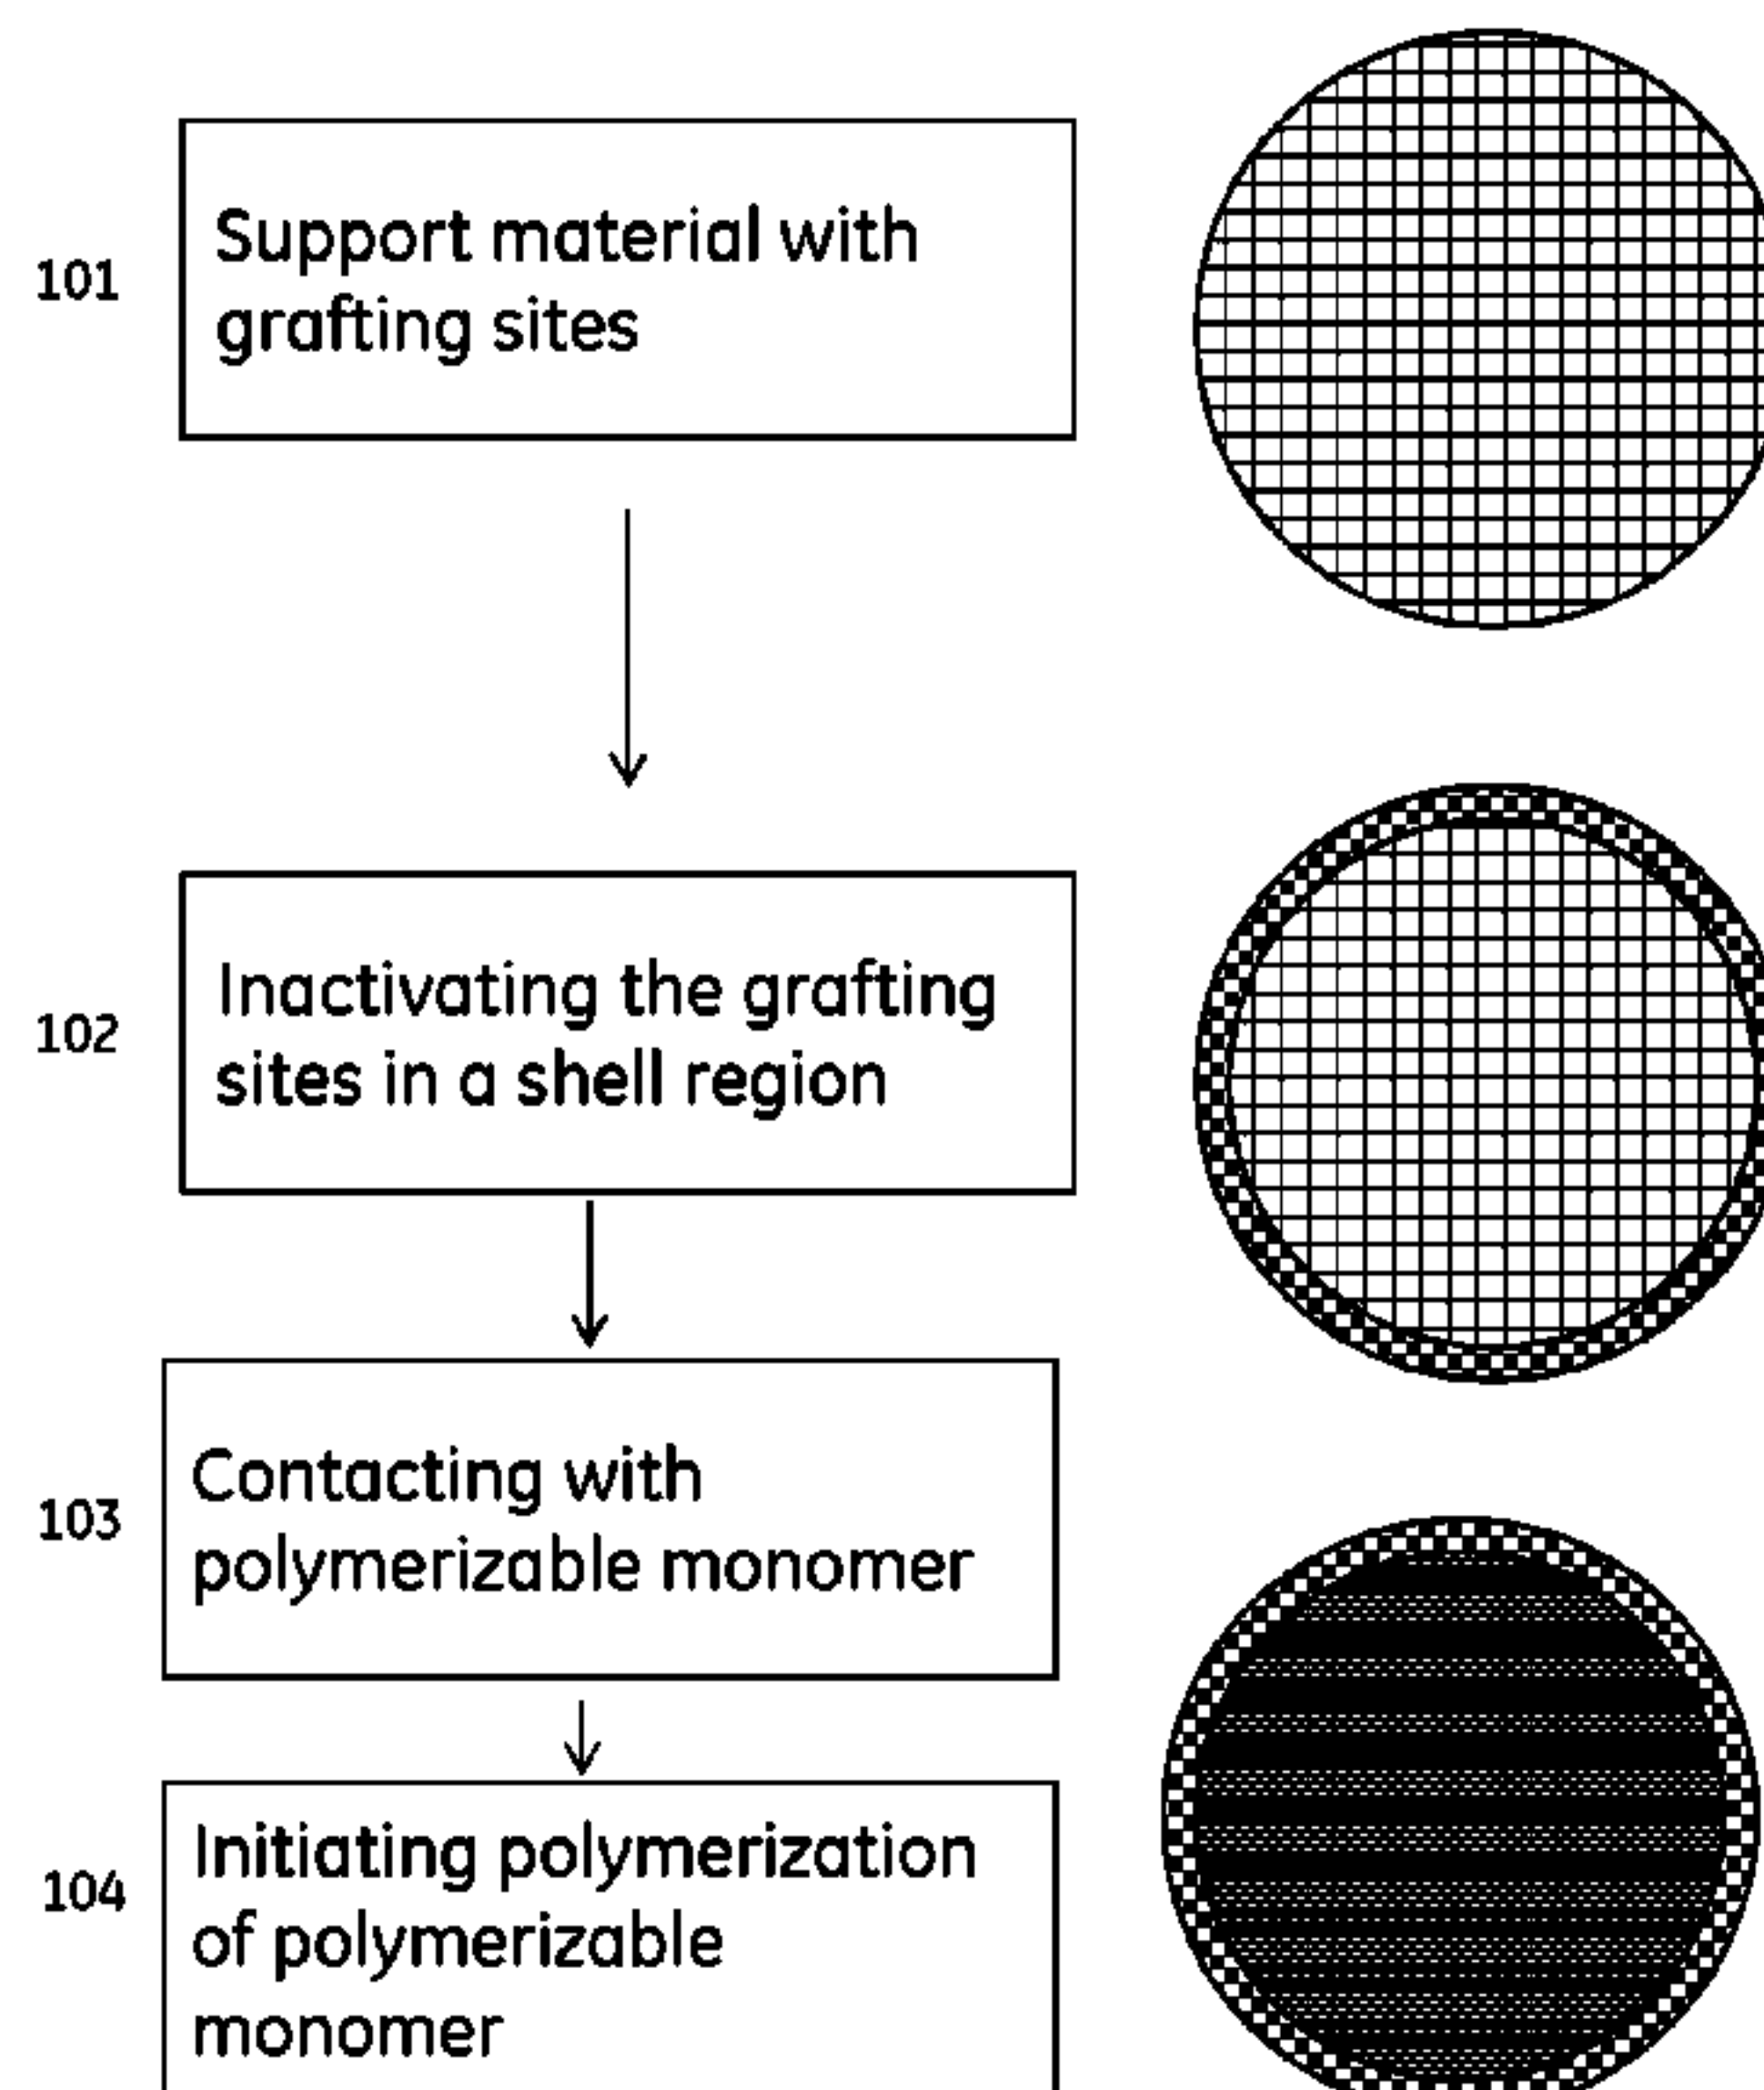 101
Support material with
grafting sites
102
Inactivating the grafting
sites in a shell region
103
Contacting with
polymerizable monomer
104
Initiating polymerization
of polymerizable
monomer